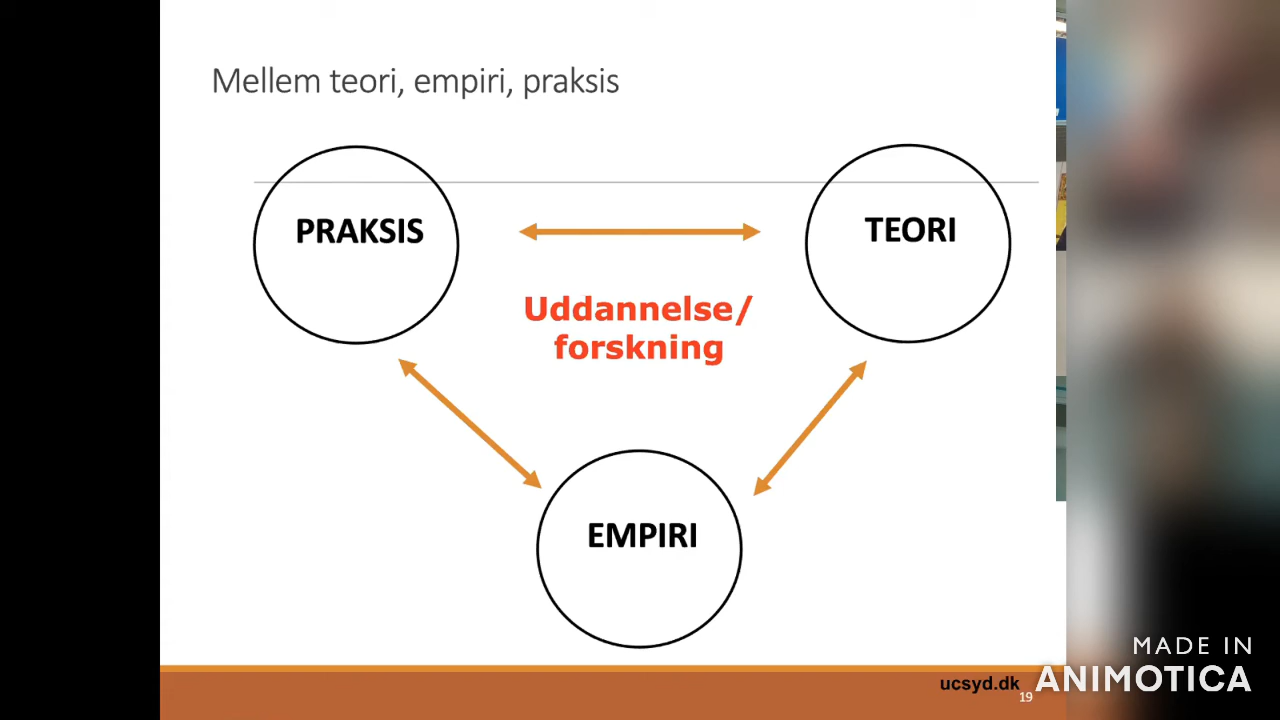 Mellem teori, empiri, praksis
PRAKSIS
TEORI
Uddannelse/
forskning
EMPIRI
ucsyd.dk
19
MADE IN
ANIMOTICA